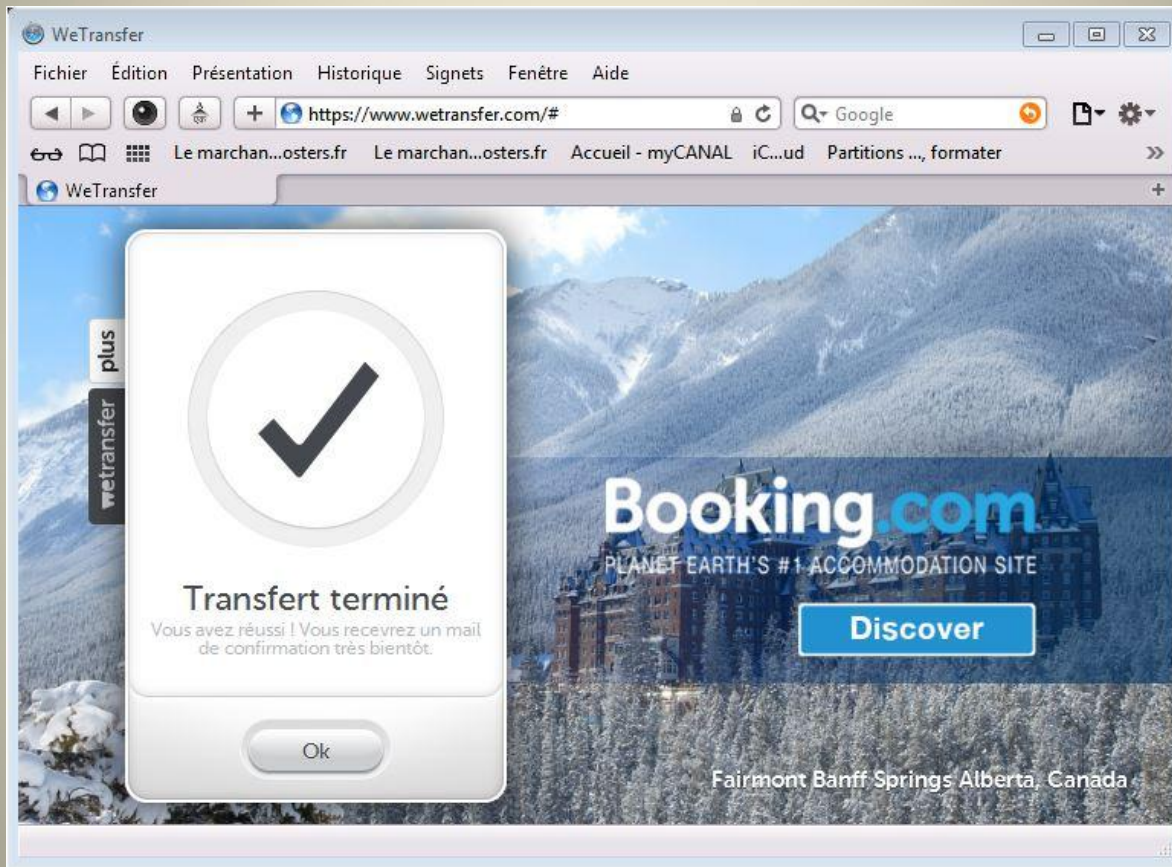 WeTransfer
Fichier Édition Présentation Historique Signets Fenêtre Aide
https://www.wetransfer.com/# Google
Le marchan...osters.fr Le marchan...osters.fr Accueil - myCANAL iC...ud Partitions ..., formater
WeTransfer
plus
wetransfer
Transfert terminé
Vous avez réussi ! Vous recevrez un mail
de confirmation très bientôt.
Ok
Booking.com
PLANET EARTH'S #1 ACCOMMODATION SITE
Discover
Fairmont Banff Springs Alberta, Canada